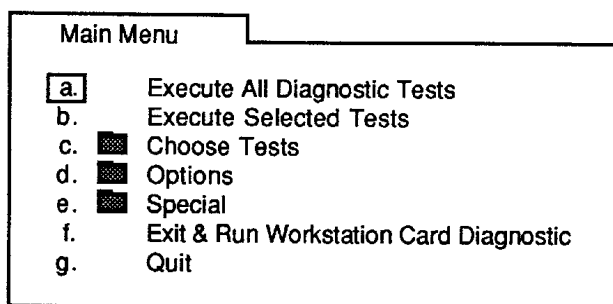 Main Menu
a. Execute All Diagnostic Tests
b. Execute Selected Tests
c. Choose Tests
d. Options
e. Special
f. Exit & Run Workstation Card Diagnostic
g. Quit